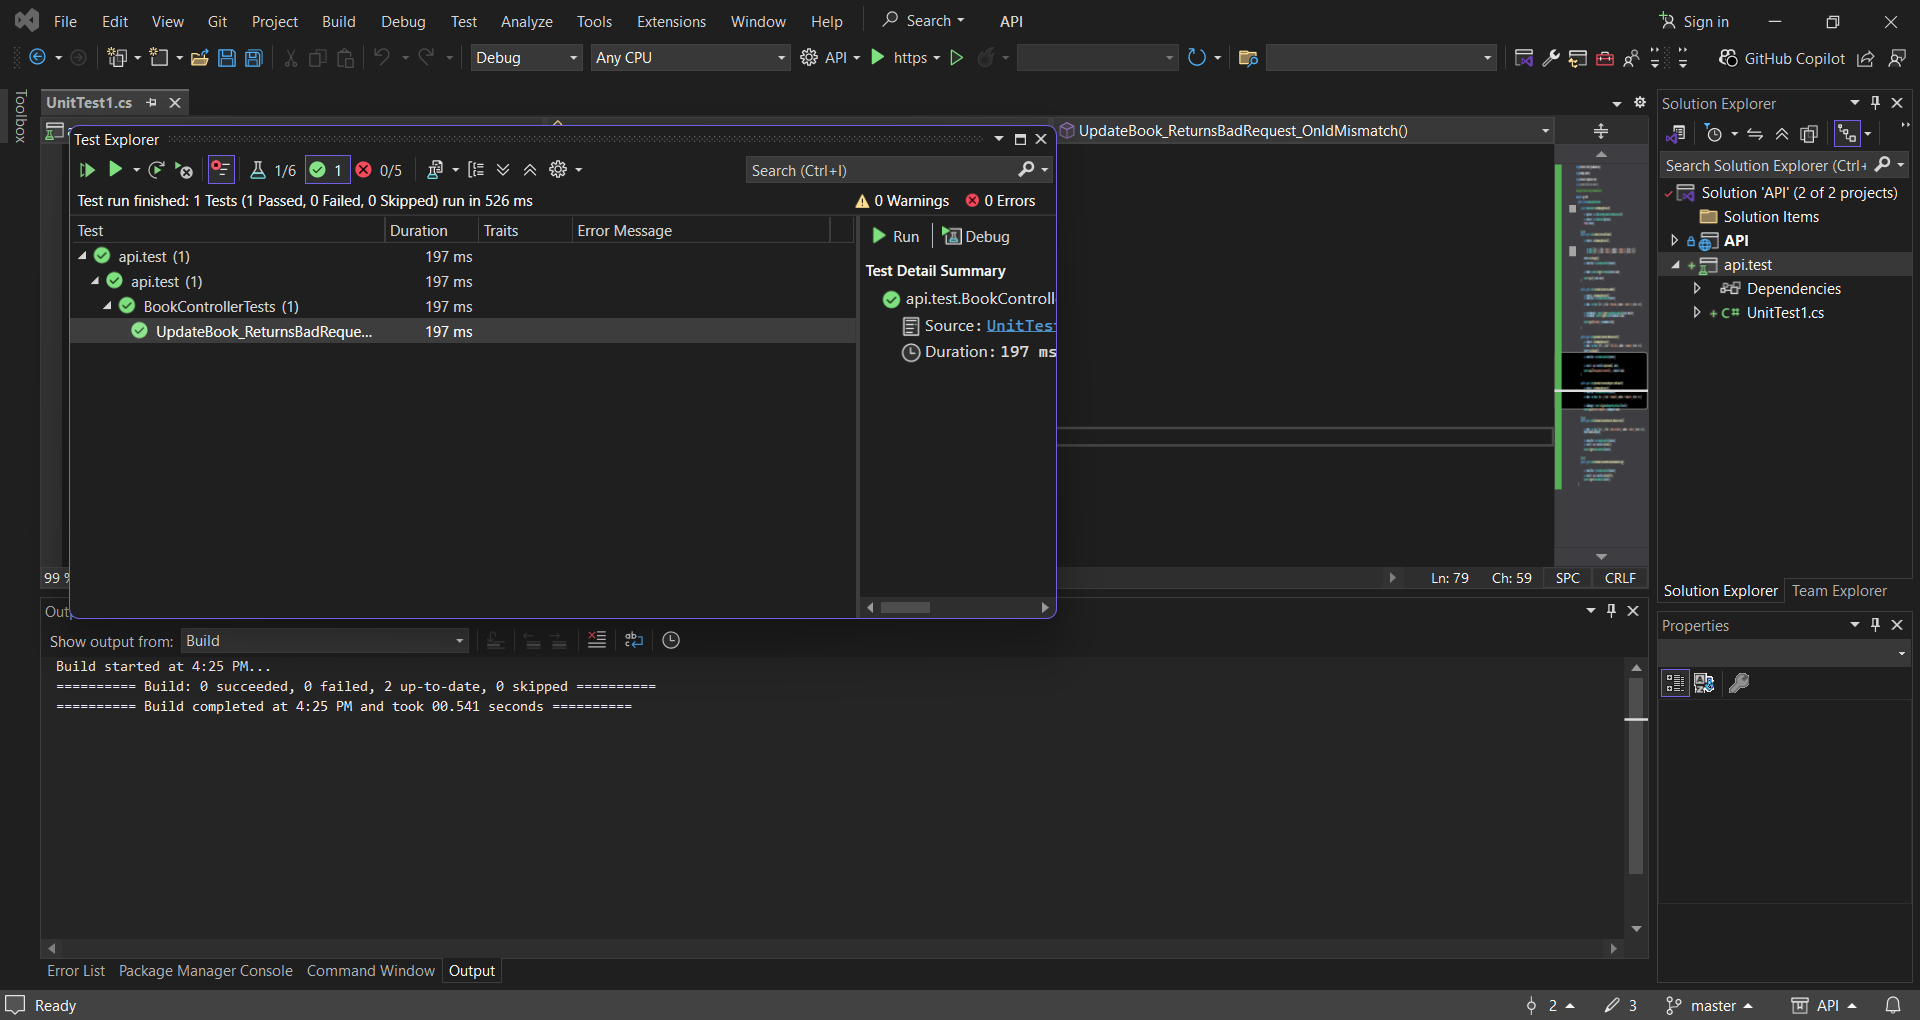 File Edit View Git Project Build Debug Test Analyze Tools Extensions Window Help Search API Sign in
Debug Any CPU API https GitHub Copilot
Toolbox
UnitTest1.cs
UpdateBook_ReturnsBadRequest_OnIdMismatch()
Test Explorer
1/6 1 0/5 Search (Ctrl+I)
Test run finished: 1 Tests (1 Passed, 0 Failed, 0 Skipped) run in 526 ms 0 Warnings 0 Errors
Test Duration Traits Error Message
api.test (1) 197 ms
api.test (1) 197 ms
BookControllerTests (1) 197 ms
UpdateBook_ReturnsBadReque... 197 ms
Run Debug
Test Detail Summary
api.test.BookControll
Source: UnitTes
Duration: 197 ms
99 %
Ln: 79 Ch: 59 SPC CRLF
Out
Show output from: Build
Build started at 4:25 PM...
========== Build: 0 succeeded, 0 failed, 2 up-to-date, 0 skipped ==========
========== Build completed at 4:25 PM and took 00.541 seconds ==========
Error List Package Manager Console Command Window Output
Solution Explorer
Search Solution Explorer (Ctrl+
Solution 'API' (2 of 2 projects)
Solution Items
API
api.test
Dependencies
C# UnitTest1.cs
Solution Explorer Team Explorer
Properties
Ready 2 3 master API